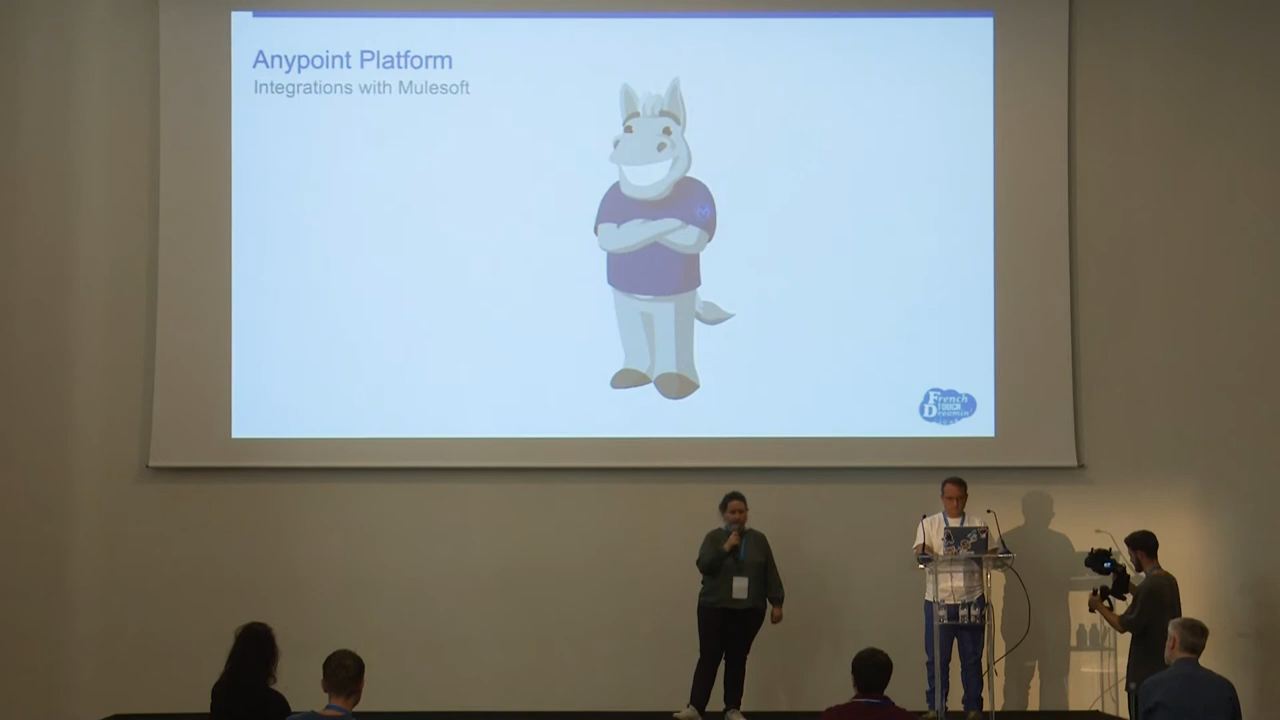 Anypoint Platform
Integrations with Mulesoft
French
TOUCH
Dreamin'